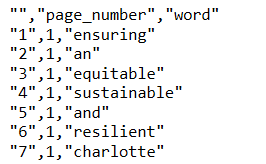 "","page_number","word"
"1",1,"ensuring"
"2",1,"an"
"3",1,"equitable"
"4",1,"sustainable"
"5",1,"and"
"6",1,"resilient"
"7",1,"charlotte"